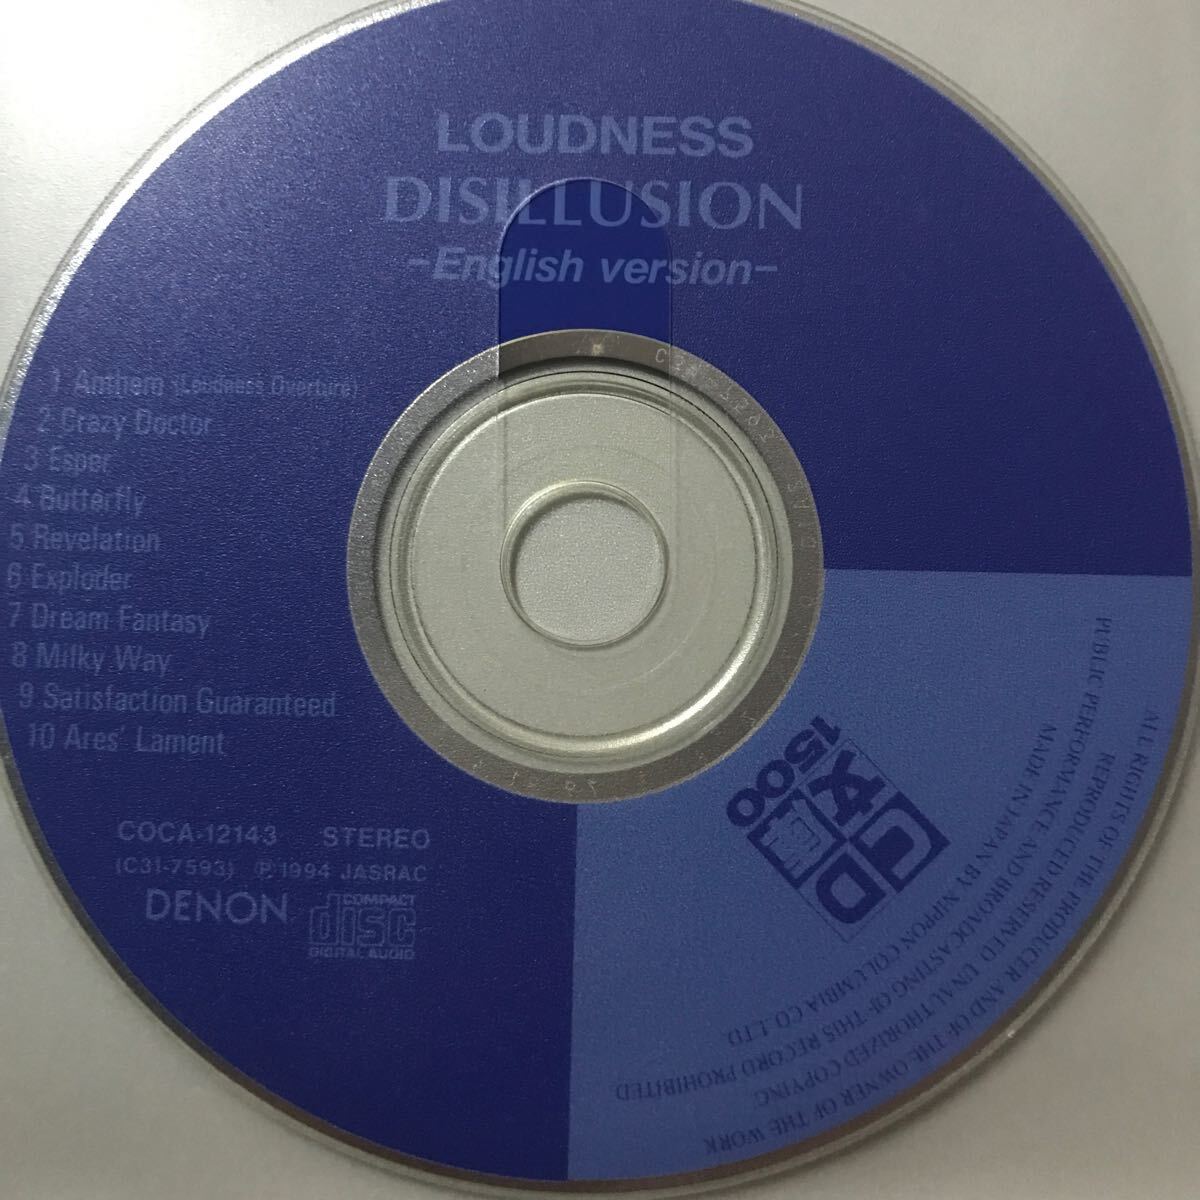 LOUDNESS
DISILLUSION
-English version-
1 Anthem (Loudness Overture)
2 Crazy Doctor
3 Esper
4 Butterfly
5 Revelation
6 Exploder
7 Dream Fantasy
8 Milky Way
9 Satisfaction Guaranteed
10 Ares' Lament
COCA-12143 STEREO
(C31-7593) Ⓟ 1994 JASRAC
DENON
COMPACT
disc
DIGITAL AUDIO
CD
1500
ALL RIGHTS OF THE PRODUCER AND OF THE OWNER OF THE WORK
REPRODUCED RESERVED. UNAUTHORIZED COPYING
PUBLIC PERFORMANCE AND BROADCASTING OF THIS RECORD PROHIBITED
MADE IN JAPAN BY NIPPON COLUMBIA CO., LTD.